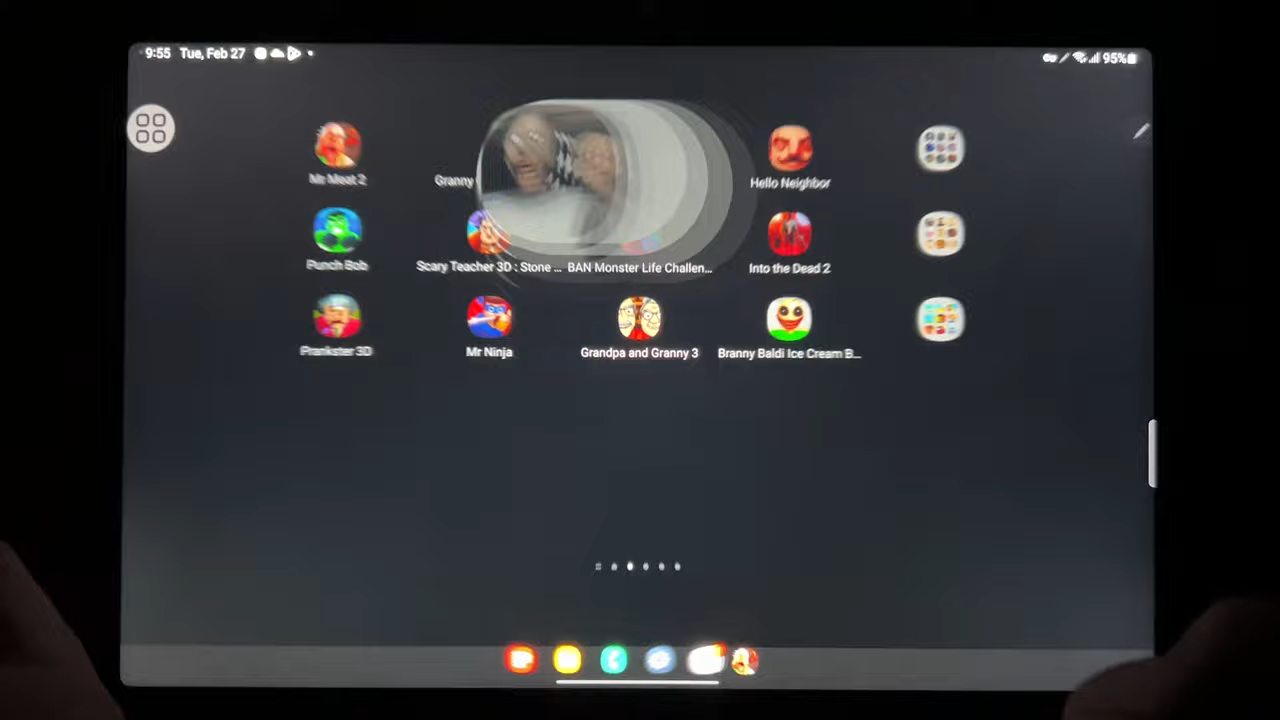 9:55 Tue, Feb 27
95%
Mr Meat 2
Granny
Hello Neighbor
Punch Bob
Scary Teacher 3D : Stone ...
BAN Monster Life Challen...
Into the Dead 2
Prankster 3D
Mr Ninja
Grandpa and Granny 3
Branny Baldi Ice Cream B...